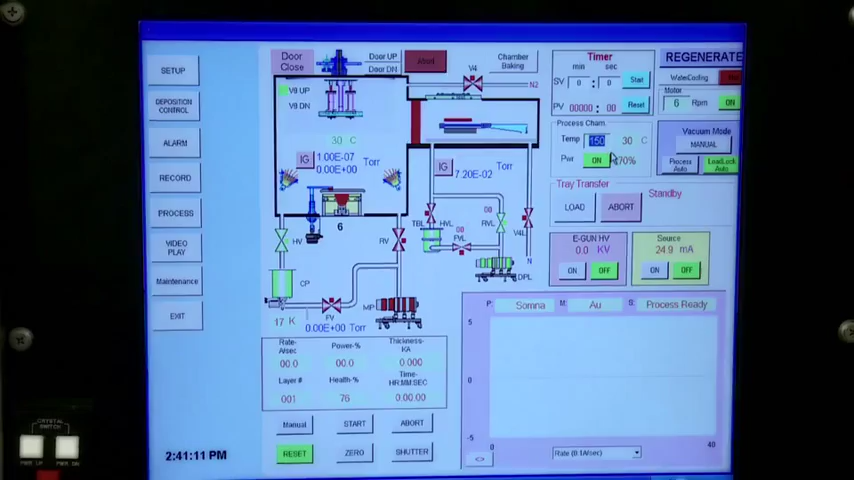 SETUP
DEPOSITION
CONTROL
ALARM
RECORD
PROCESS
VIDEO
PLAY
Maintenance
EXIT
2:41:11 PM
Door
Close
Door UP
Door DN
Abort
V4
Chamber
Baking
N2
V8 UP
V8 DN
30 C
IG
1.00E-07
0.00E+00
Torr
IG
7.20E-02
Torr
6
HV
RV
CP
17 K
FV
0.00E+00 Torr
MP
TBL
HVL
00
FVL
00
RVL
V4L
N
DPL
Timer
min sec
SV 0 : 0 Start
PV 00000 : 00 Reset
Process Cham.
Temp 150 30 C
Pwr ON 70%
REGENERATE
WaterCooling
Motor
6 Rpm ON
Vacuum Mode
MANUAL
Process
Auto
LoadLock
Auto
Tray Transfer
LOAD ABORT Standby
E-GUN HV
0.0 KV
ON OFF
Source
24.9 mA
ON OFF
P: Somna M: Au S: Process Ready
5
0
-5
0 40
Rate (0.1A/sec)
Rate-
A/sec
Power-%
Thickness-
KA
00.0 00.0 0.000
Layer # Health-% Time-
HR:MM:SEC
001 76 0:00.00
Manual START ABORT
RESET ZERO SHUTTER
CRYSTAL
SWITCH